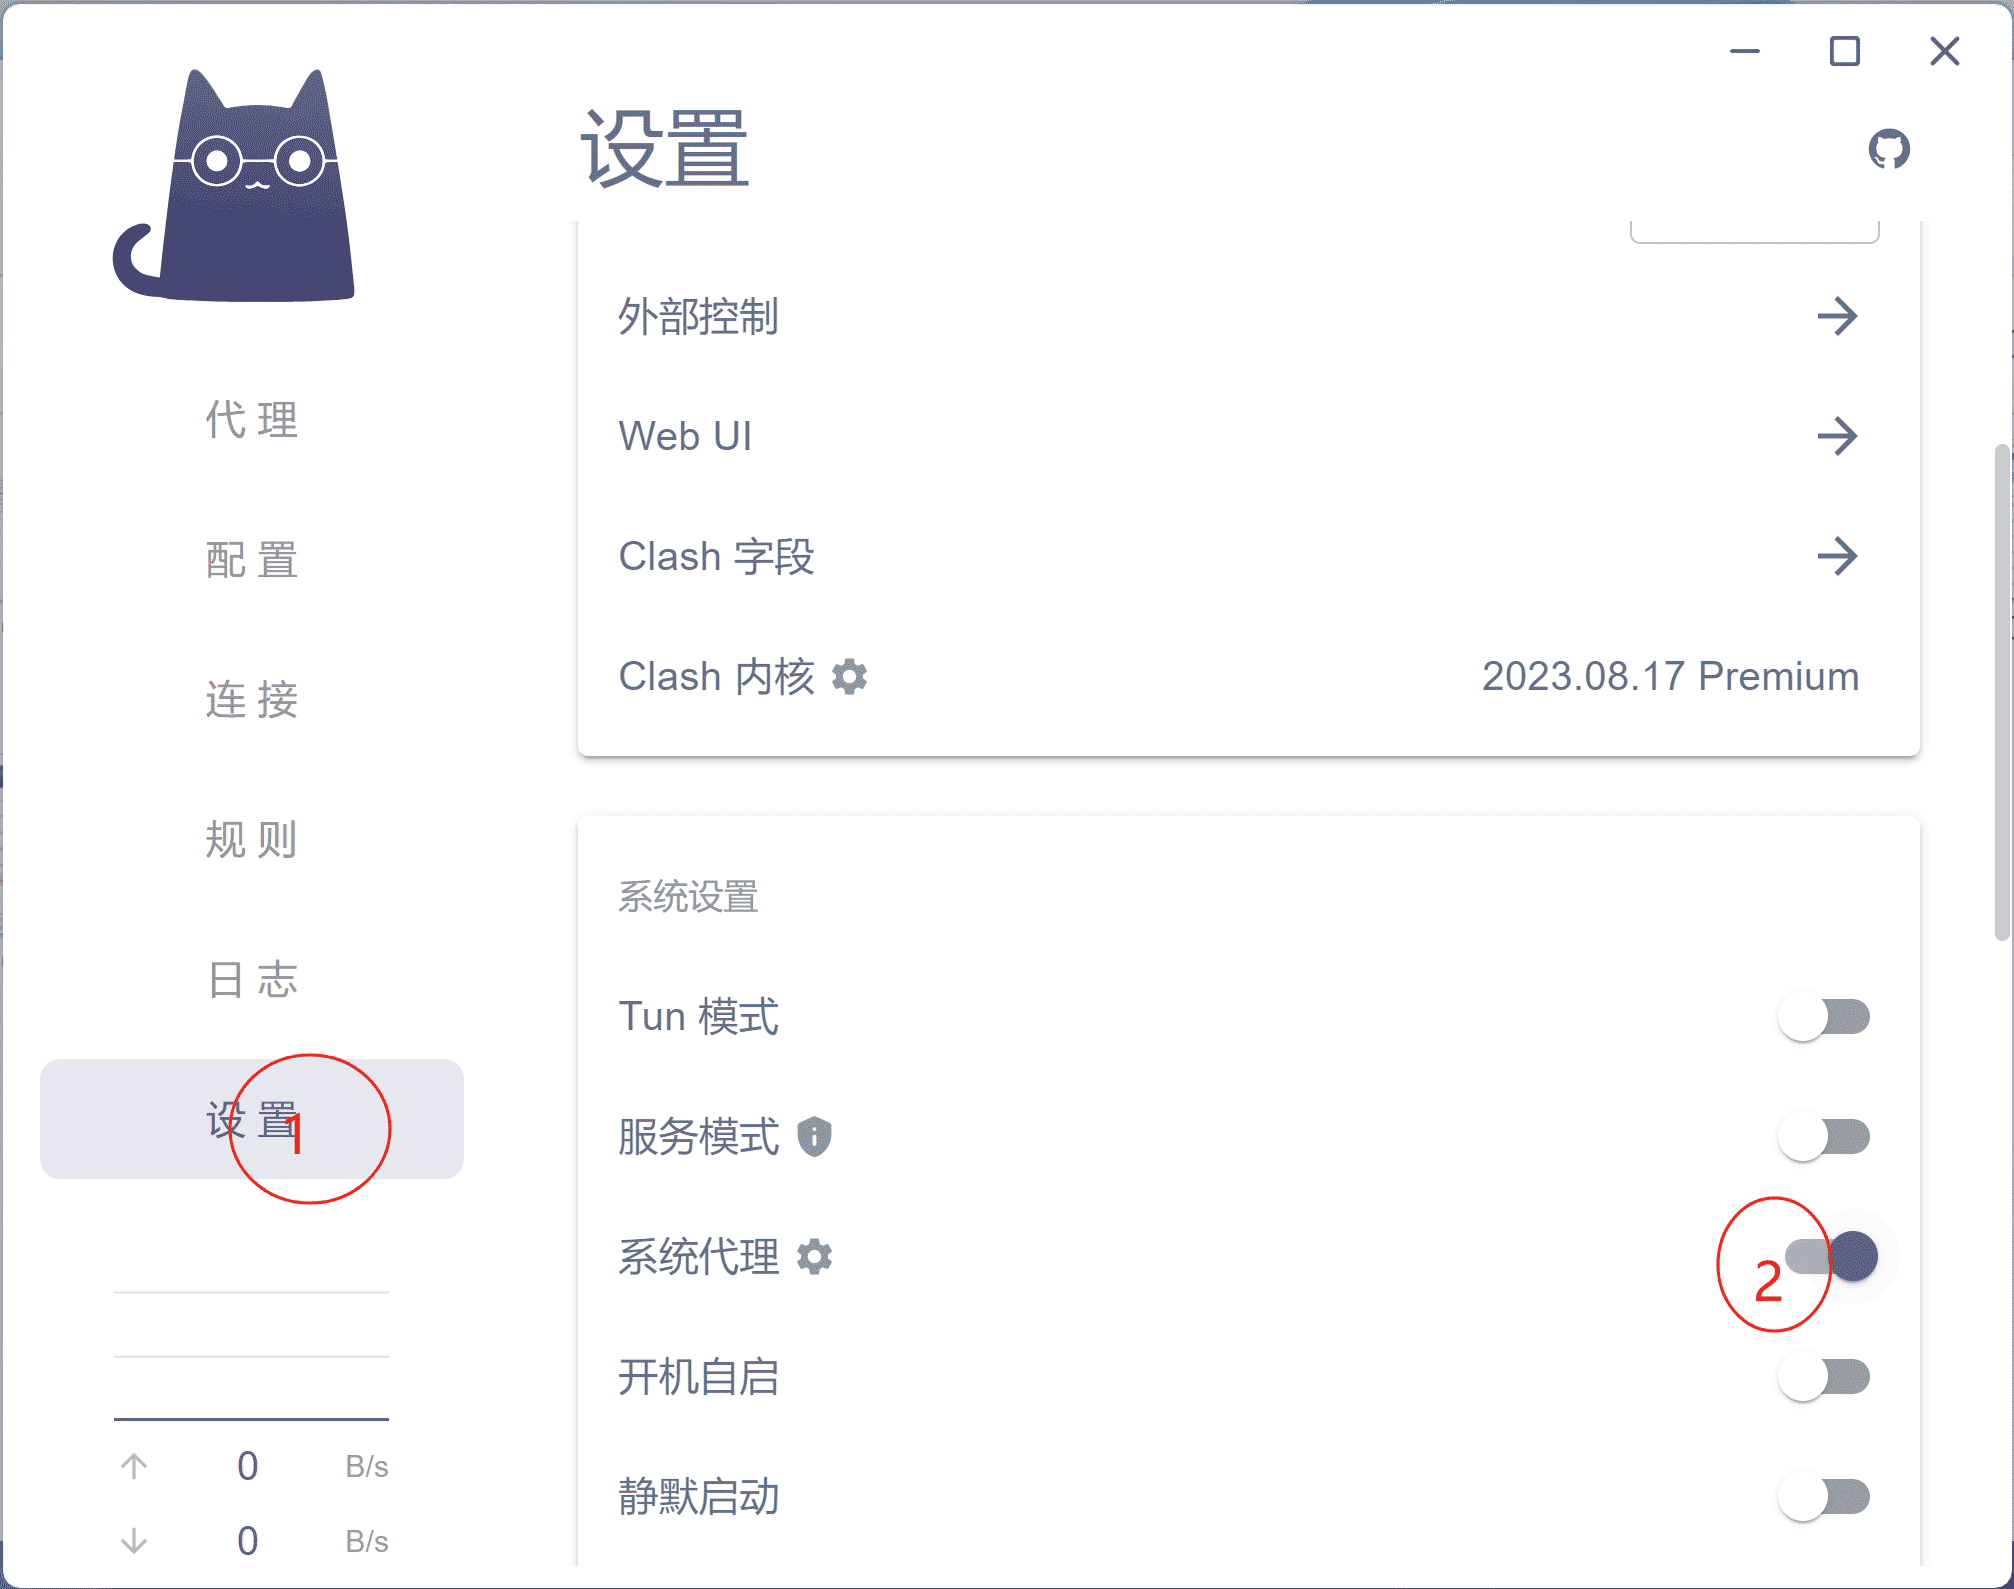 代 理
配 置
连 接
规 则
日 志
设 置
1
0 B/s
0 B/s
设置
外部控制
Web UI
Clash 字段
Clash 内核 2023.08.17 Premium
系统设置
Tun 模式
服务模式
系统代理
2
开机自启
静默启动